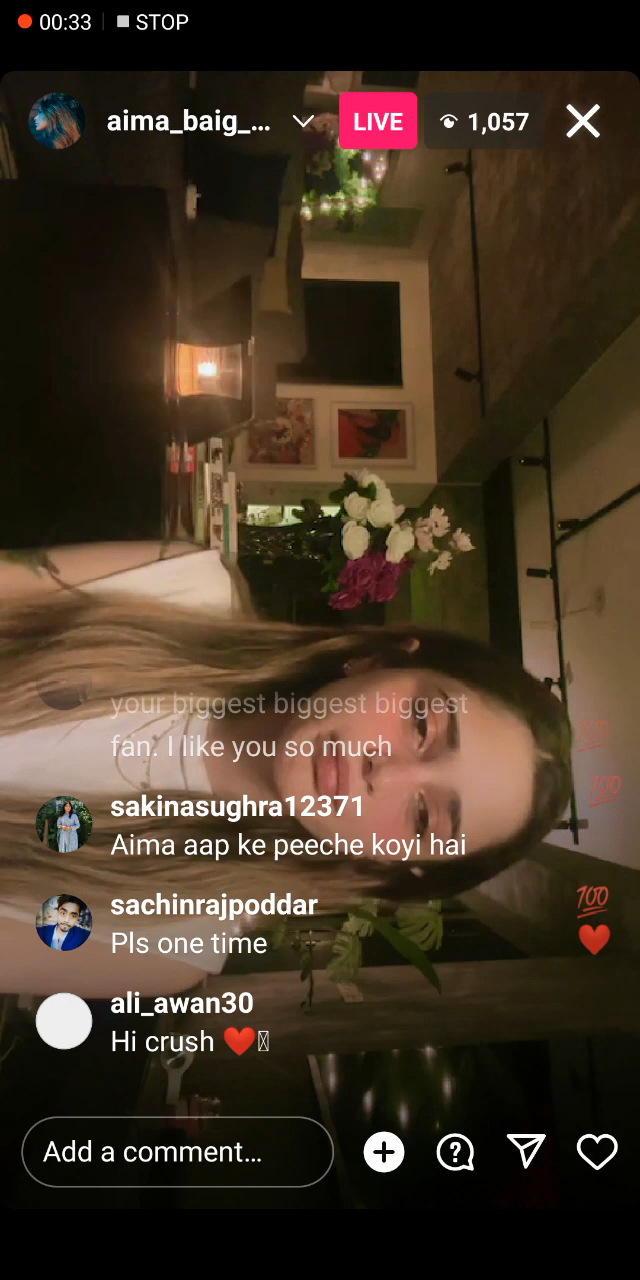 00:33 STOP
aima_baig_... LIVE 1,057
your biggest biggest biggest
fan. I like you so much
sakinasughra12371
Aima aap ke peeche koyi hai
sachinrajpoddar
Pls one time
ali_awan30
Hi crush ❤️
Add a comment...
💯
💯
💯
❤️